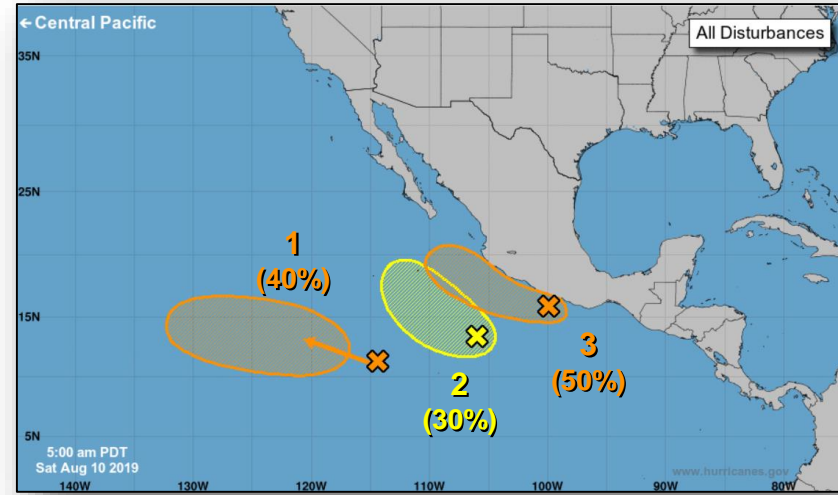 ← Central Pacific
All Disturbances
35N
25N
1
(40%)
15N
3
(50%)
2
(30%)
5N
5:00 am PDT
Sat Aug 10 2019
www.hurricanes.gov
140W 130W 120W 110W 100W 90W 80W